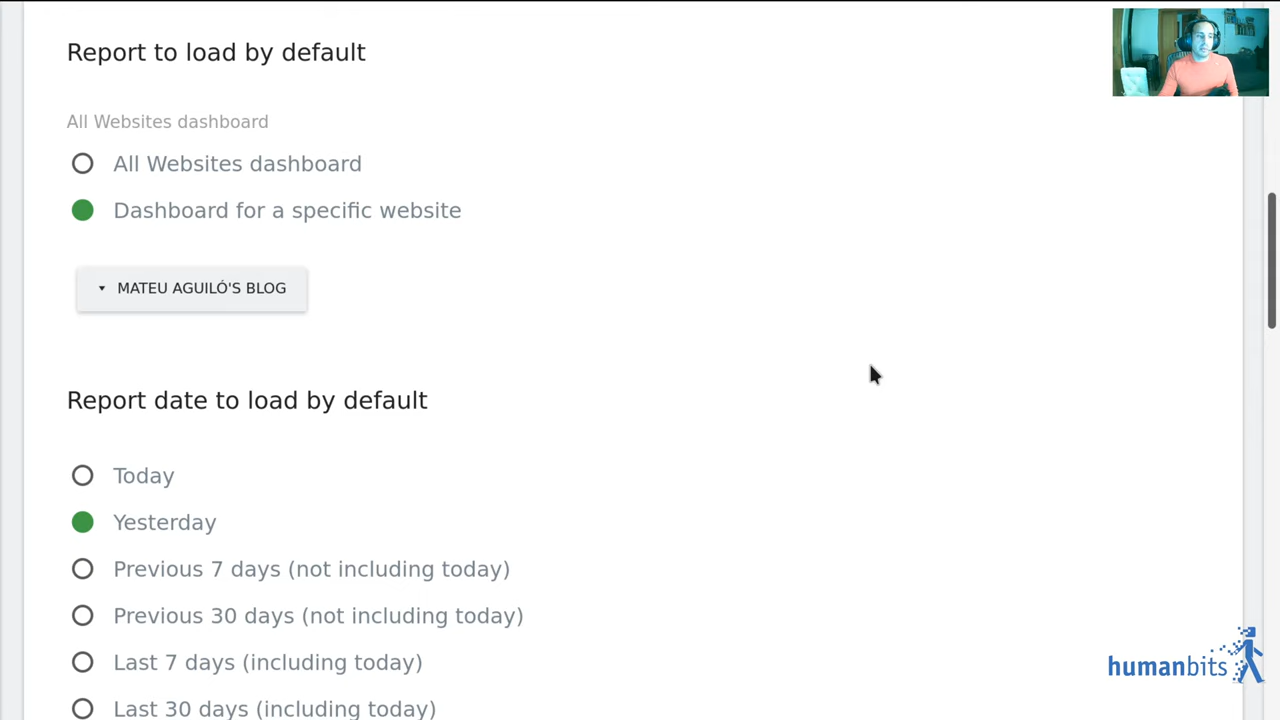 Report to load by default
All Websites dashboard
All Websites dashboard
Dashboard for a specific website
MATEU AGUILÓ'S BLOG
Report date to load by default
Today
Yesterday
Previous 7 days (not including today)
Previous 30 days (not including today)
Last 7 days (including today)
Last 30 days (including today)
humanbits